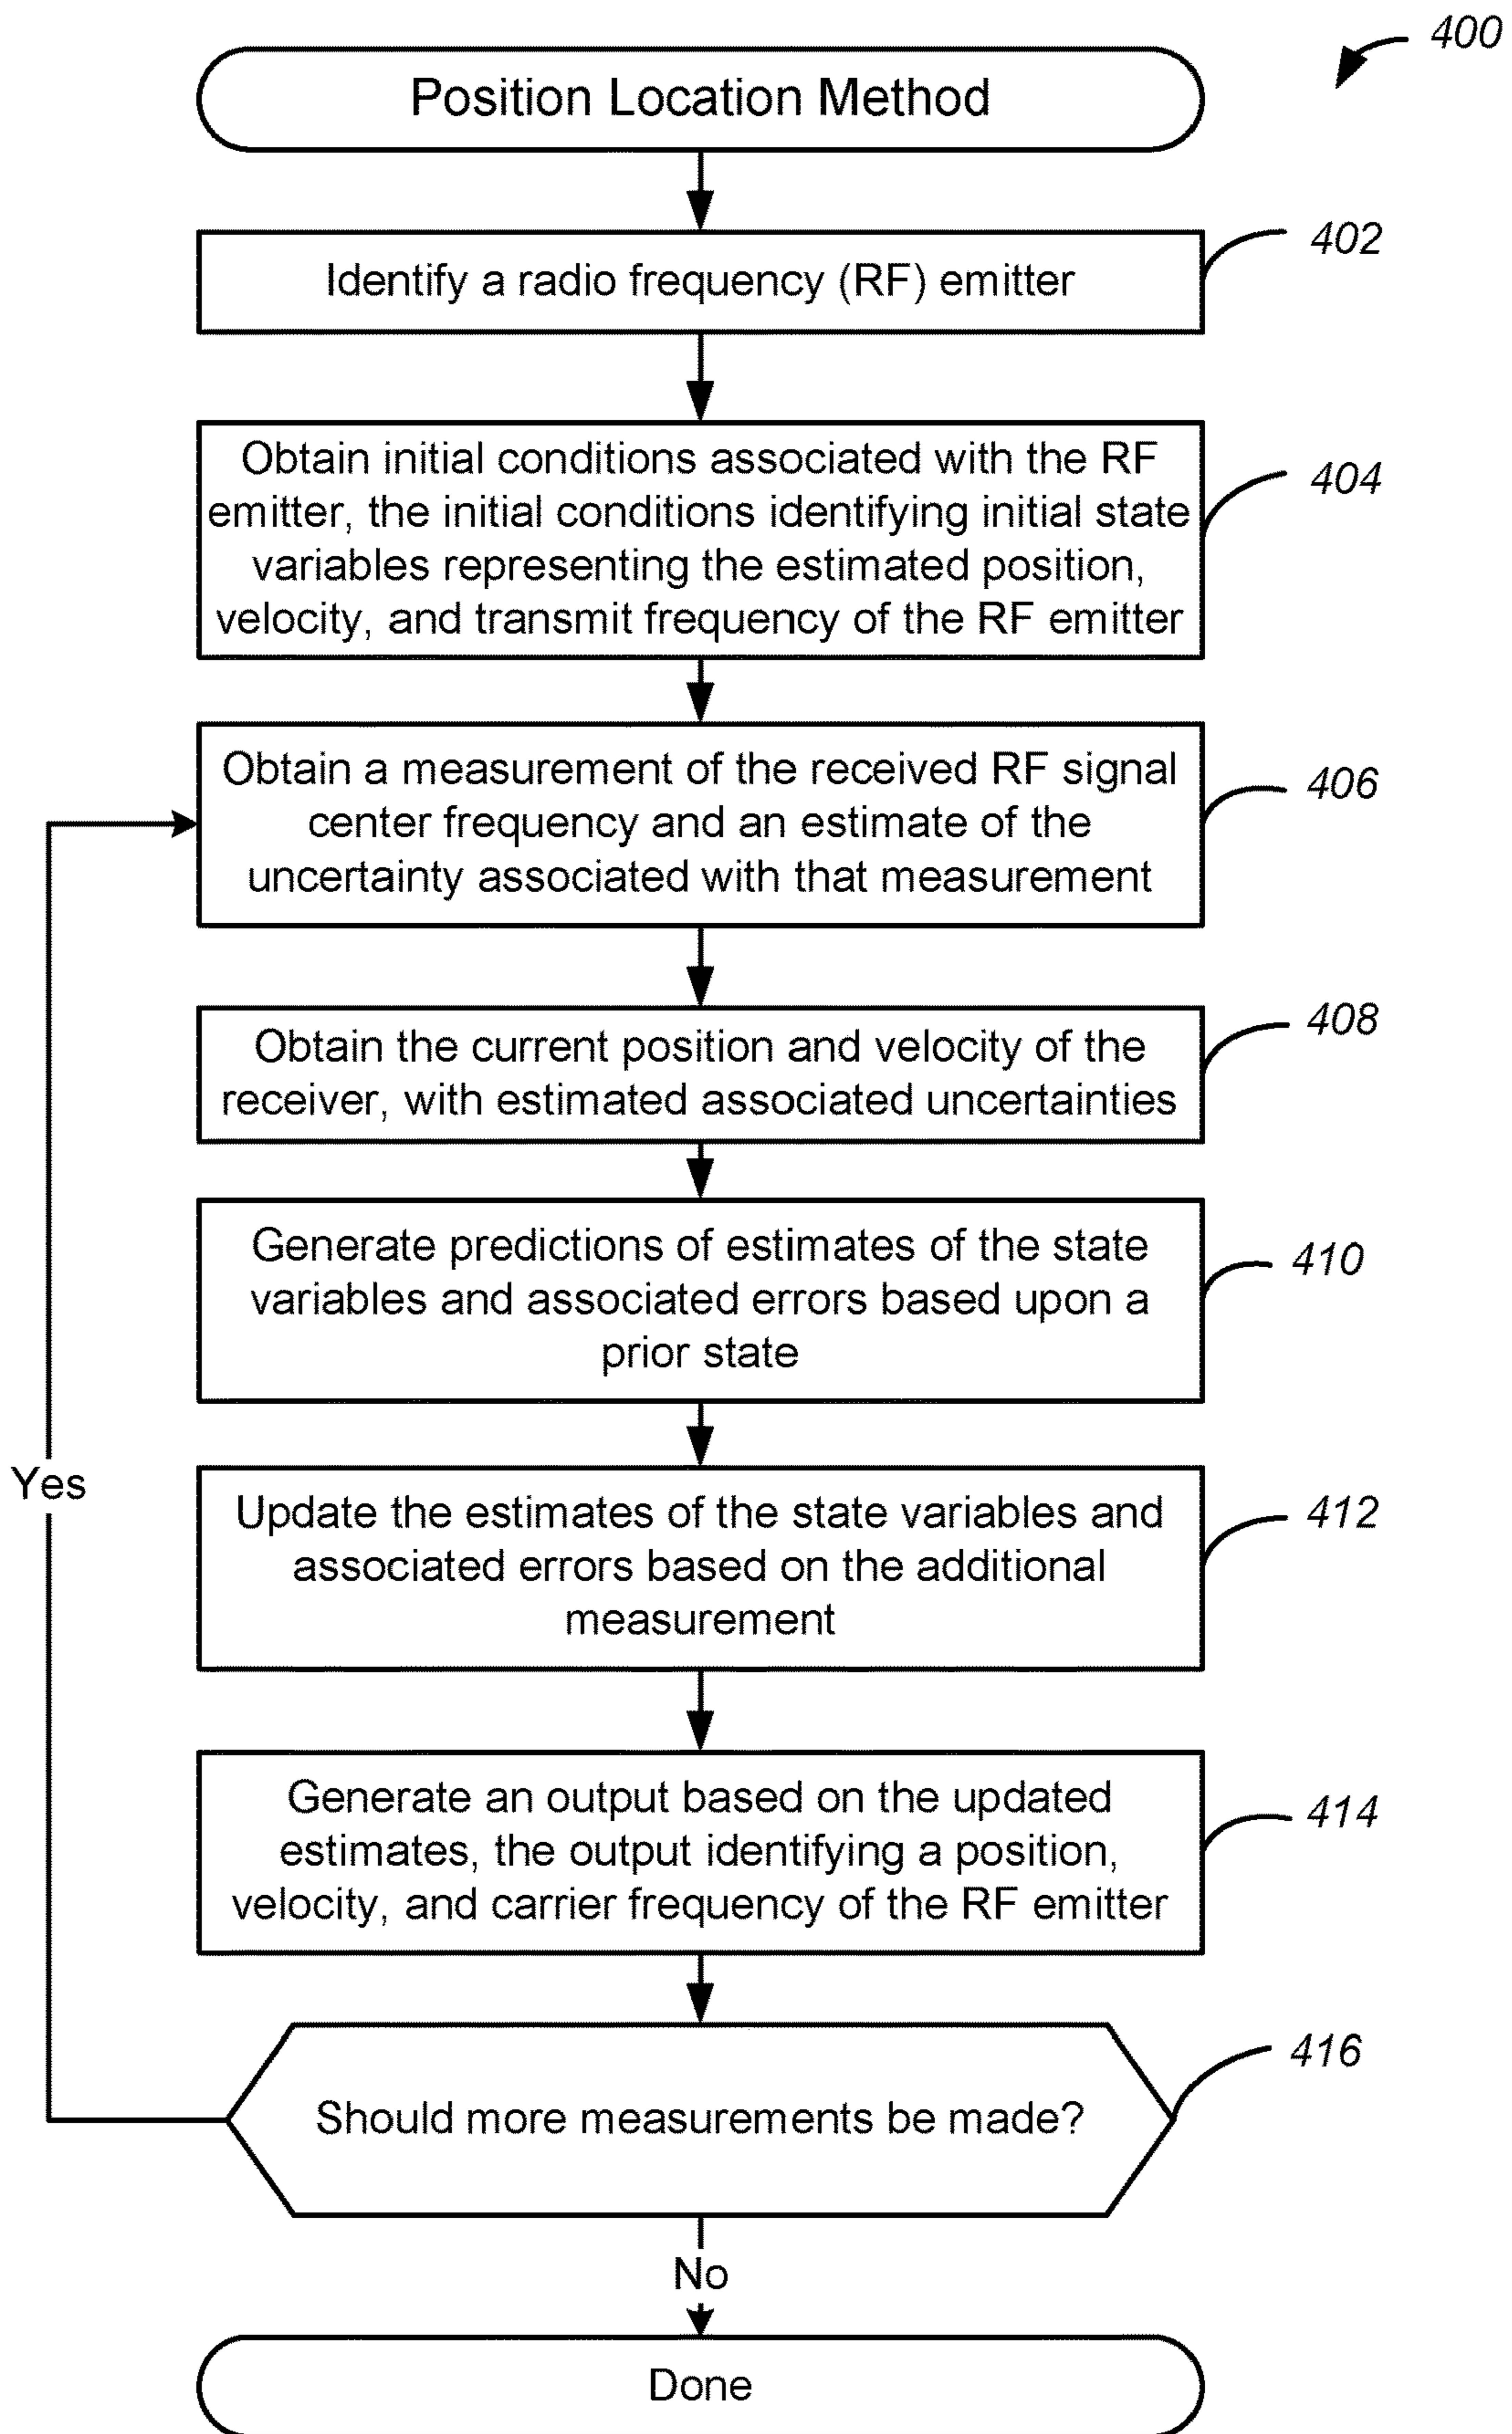 400
Position Location Method
402
Identify a radio frequency (RF) emitter
Obtain initial conditions associated with the RF
emitter, the initial conditions identifying initial state
variables representing the estimated position,
velocity, and transmit frequency of the RF emitter
404
Obtain a measurement of the received RF signal
center frequency and an estimate of the
uncertainty associated with that measurement
406
Obtain the current position and velocity of the
receiver, with estimated associated uncertainties
408
Generate predictions of estimates of the state
variables and associated errors based upon a
prior state
410
Yes
Update the estimates of the state variables and
associated errors based on the additional
measurement
412
Generate an output based on the updated
estimates, the output identifying a position,
velocity, and carrier frequency of the RF emitter
414
Should more measurements be made?
416
No
Done